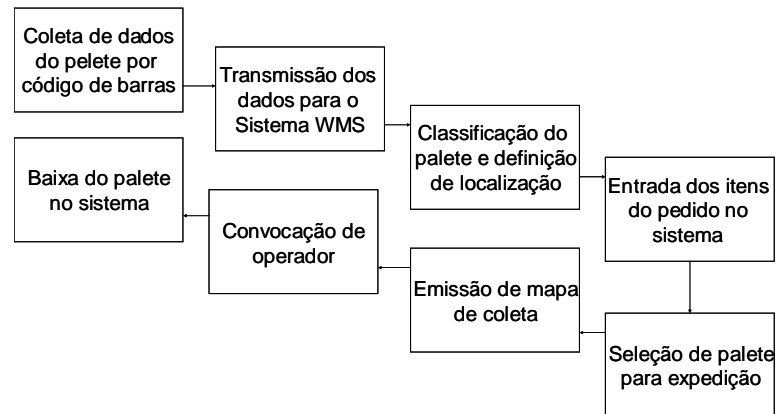 Coleta de dados
do pelete por
código de barras
Transmissão dos
dados para o
Sistema WMS
Classificação do
palete e definição
de localização
Entrada dos itens
do pedido no
sistema
Seleção de palete
para expedição
Emissão de mapa
de coleta
Convocação de
operador
Baixa do palete
no sistema